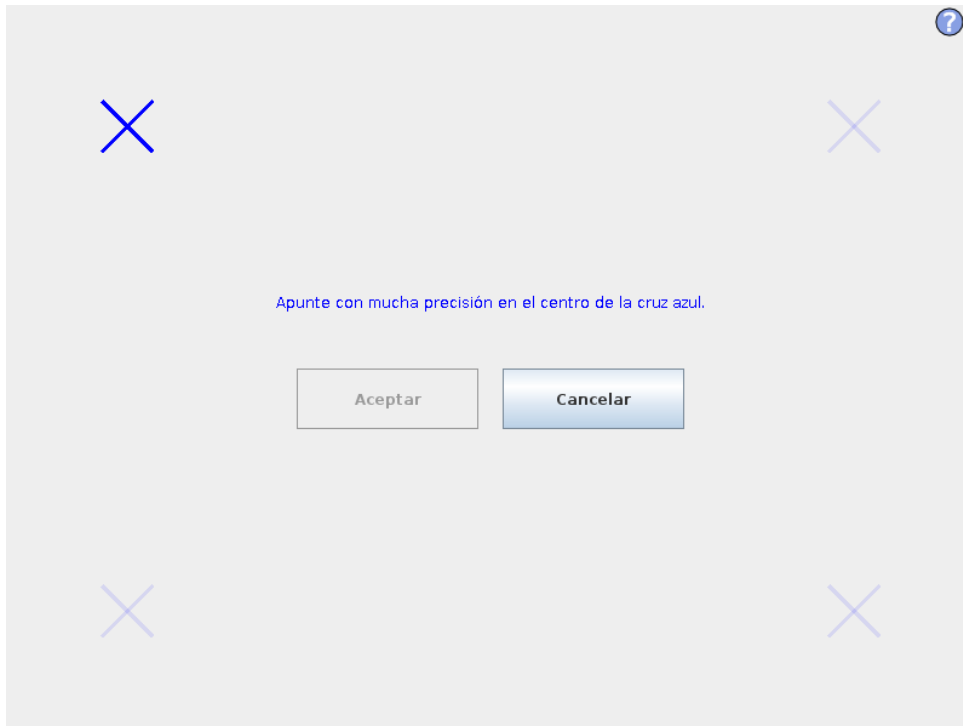 ?
Apunte con mucha precisión en el centro de la cruz azul.
Aceptar
Cancelar